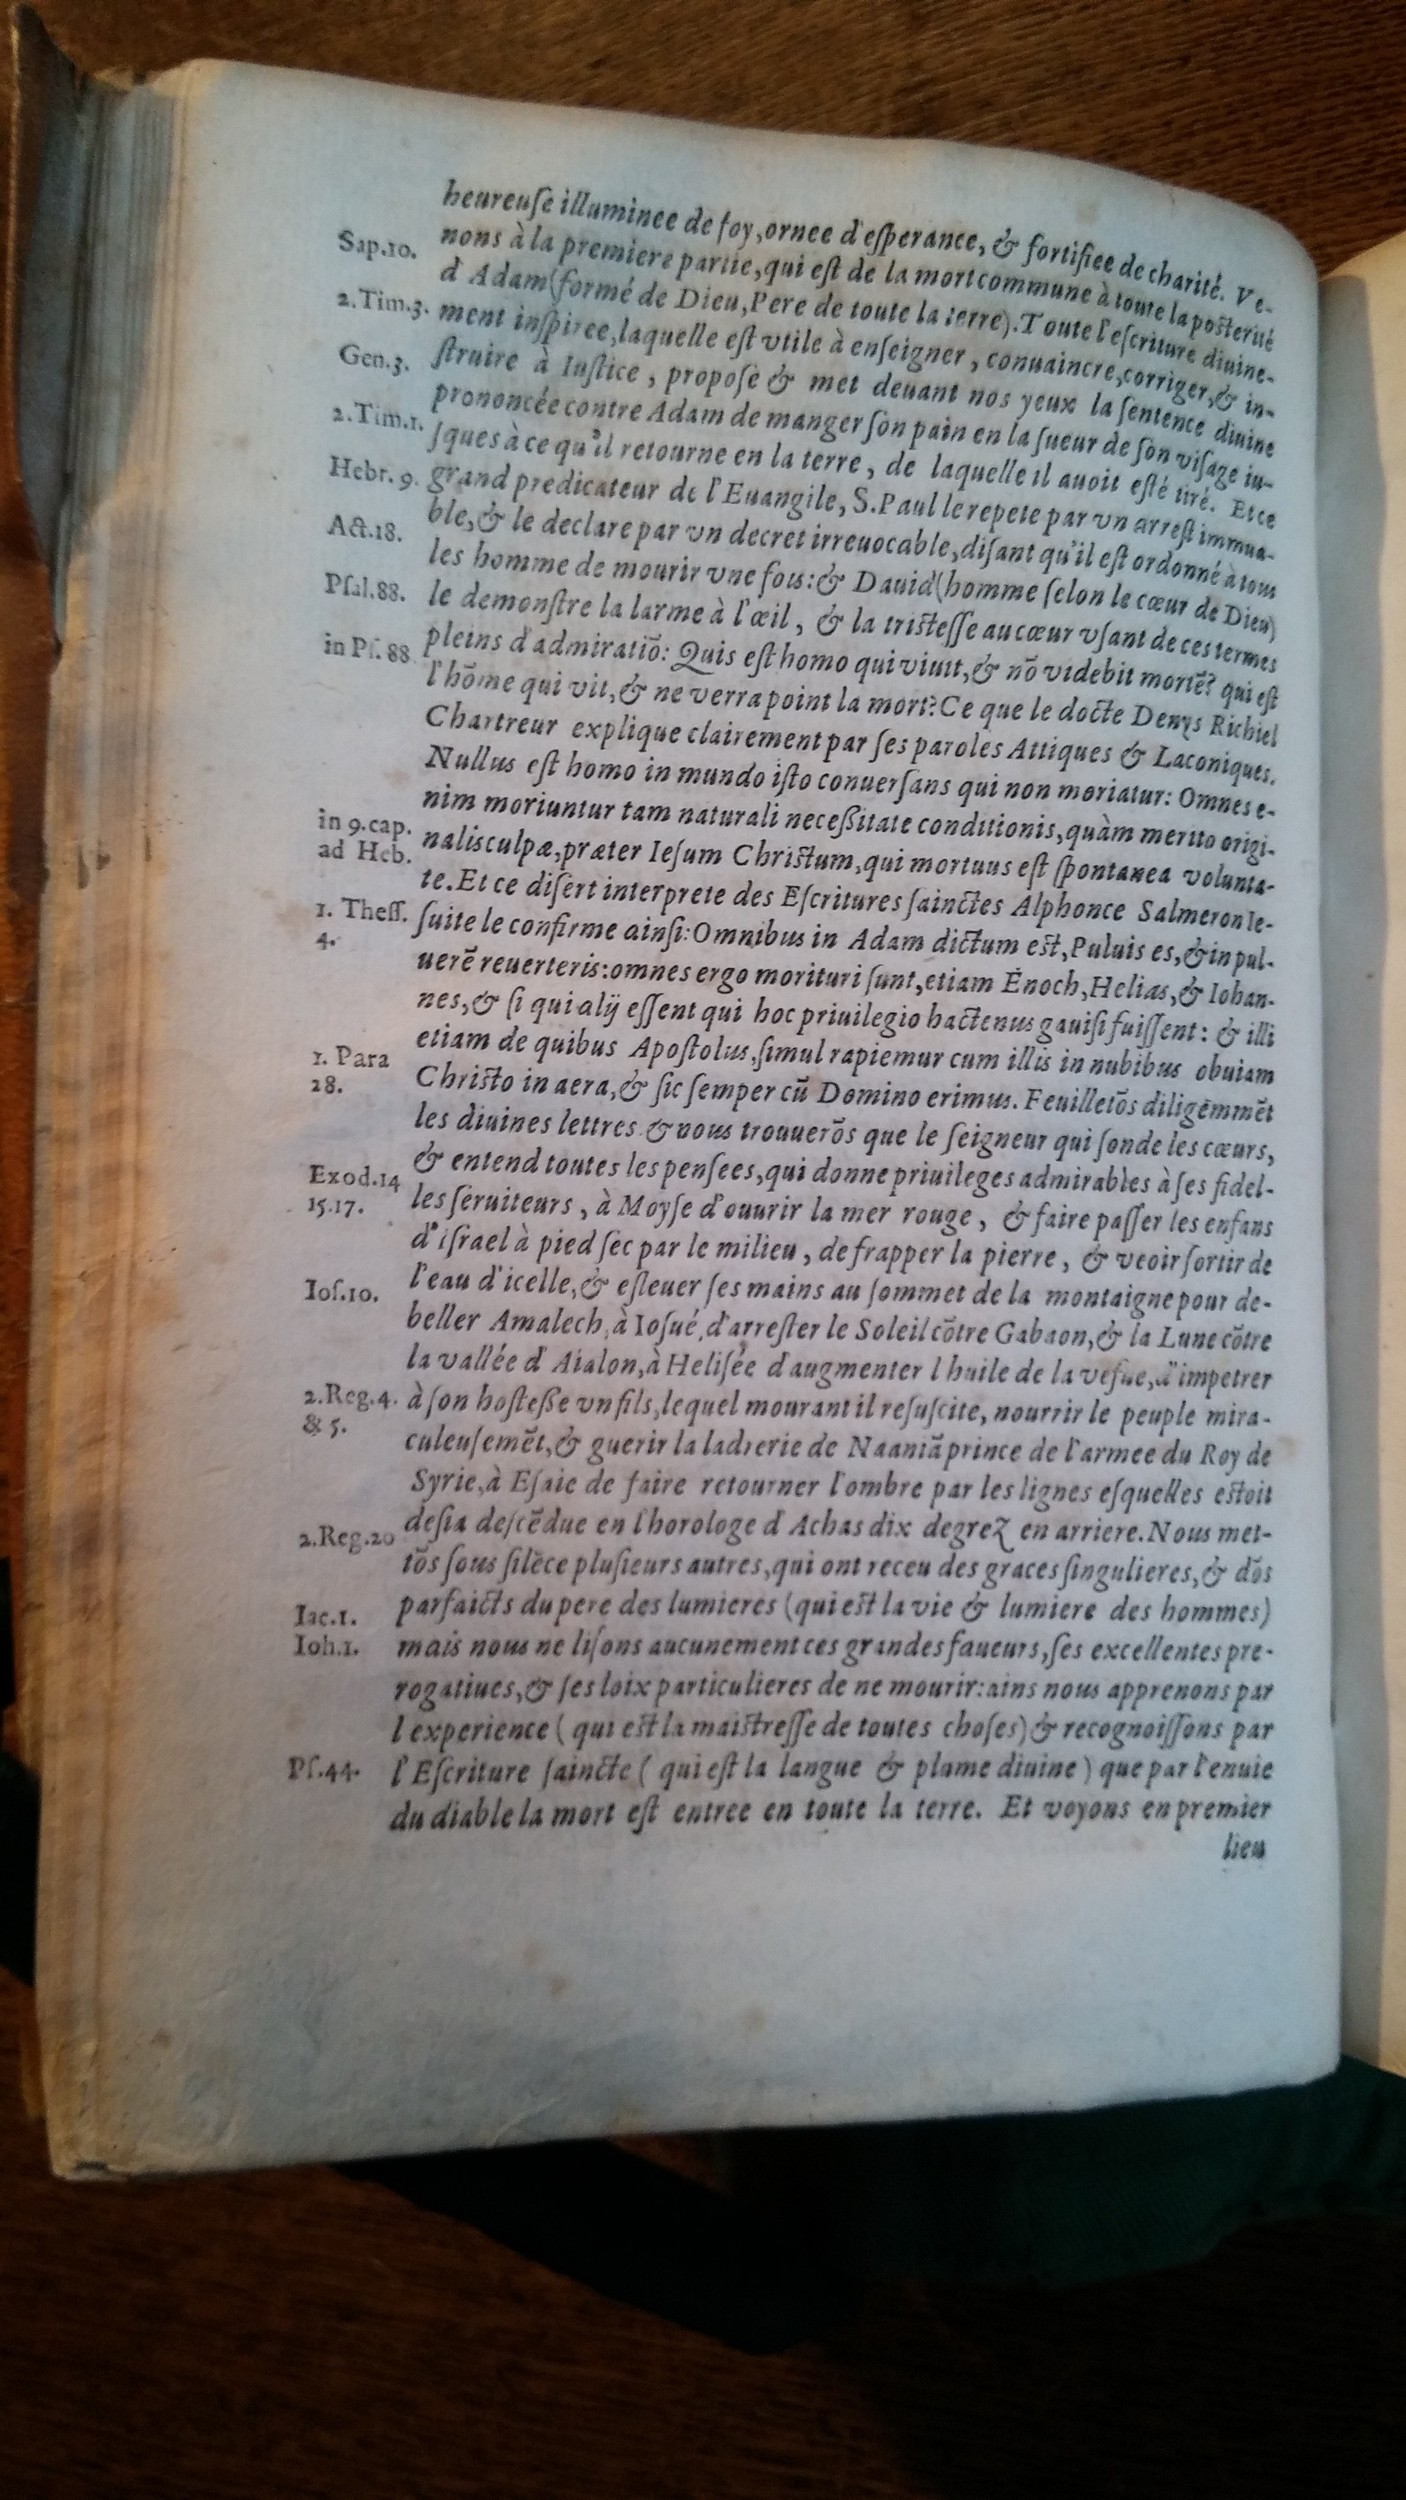 heureuſe illuminee de foy, ornee d'eſperance, & fortifiee de charité. Ve-
Sap.10.
nons à la premiere partie, qui eſt de la mort commune à toute la poſterité
d'Adam (formé de Dieu, Pere de toute la terre). Toute l'eſcriture diuine-
2.Tim.3.
ment inſpiree, laquelle eſt vtile à enſeigner, conuaincre, corriger, & in-
Gen.3.
ſtruire à Iuſtice, propoſe & met deuant nos yeux la ſentence diuine
prononcée contre Adam de manger ſon pain en la ſueur de ſon viſage iu-
2.Tim.1.
ſques à ce qu'il retourne en la terre, de laquelle il auoit eſté tiré. Et ce
Hebr.9.
grand predicateur de l'Euangile, S. Paul le repete par vn arreſt immua-
ble, & le declare par vn decret irreuocable, diſant qu'il eſt ordonné à tous
Act.18.
les homme de mourir vne fois: & Dauid (homme ſelon le cœur de Dieu)
Pſal.88.
le demonſtre la larme à l'œil, & la triſteſſe au cœur vſant de ces termes
pleins d'admiratiõ: Quis eſt homo qui viuit, & nõ videbit mortẽ? qui eſt
in Pſ.88
l'hõme qui vit, & ne verra point la mort? Ce que le docte Denys Richiel
Chartreur explique clairement par ſes paroles Attiques & Laconiques.
Nullus eſt homo in mundo iſto conuerſans qui non moriatur: Omnes e-
nim moriuntur tam naturali neceßitate conditionis, quàm merito origi-
in 9.cap.
ad Heb.
nalis culpæ, præter Ieſum Chriſtum, qui mortuus eſt ſpontanea volunta-
te. Et ce diſert interprete des Eſcritures ſainctes Alphonce Salmeron Ie-
1. Theſſ.
4.
ſuite le confirme ainſi: Omnibus in Adam dictum eſt, Puluis es, & in pul-
uerẽ reuerteris: omnes ergo morituri ſunt, etiam Enoch, Helias, & Iohan-
nes, & ſi qui alij eſſent qui hoc priuilegio hactenus gauiſi fuiſſent: & illi
etiam de quibus Apoſtolus, ſimul rapiemur cum illis in nubibus obuiam
1. Para
28.
Chriſto in aera, & ſic ſemper cũ Domino erimus. Feuilletõs diligemmẽt
les diuines lettres & nous trouuerõs que le ſeigneur qui ſonde les cœurs,
& entend toutes les penſees, qui donne priuileges admirables à ſes fidel-
Exod.14
15.17.
les ſeruiteurs, à Moyſe d'ouurir la mer rouge, & faire paſſer les enfans
d'iſrael à pied ſec par le milieu, de frapper la pierre, & veoir ſortir de
l'eau d'icelle, & eſleuer ſes mains au ſommet de la montaigne pour de-
Ioſ.10.
beller Amalech, à Ioſué, d'arreſter le Soleil cõtre Gabaon, & la Lune cõtre
la vallée d'Aialon, à Heliſée d'augmenter l'huile de la vefue, d'impetrer
2.Reg.4.
& 5.
à ſon hoſteße vn fils, lequel mourant il reſuſcite, nourrir le peuple mira-
culeuſemẽt, & guerir la ladrerie de Naamã prince de l'armee du Roy de
Syrie, à Eſaie de faire retourner l'ombre par les lignes eſquelles eſtoit
2.Reg.20
deſia deſcẽdue en l'horologe d'Achas dix degrez en arriere. Nous met-
tõs ſous ſilẽce pluſieurs autres, qui ont receu des graces ſingulieres, & dõs
Iac.1.
parfaicts du pere des lumieres (qui eſt la vie & lumiere des hommes)
Ioh.1.
mais nous ne liſons aucunement ces grandes faueurs, ſes excellentes pre-
rogatiues, & ſes loix particulieres de ne mourir: ains nous apprenons par
l'experience (qui eſt la maiſtreſſe de toutes choſes) & recognoiſſons par
Pſ.44.
l'Eſcriture ſaincte (qui eſt la langue & plume diuine) que par l'enuie
du diable la mort eſt entree en toute la terre. Et voyons en premier
lieu